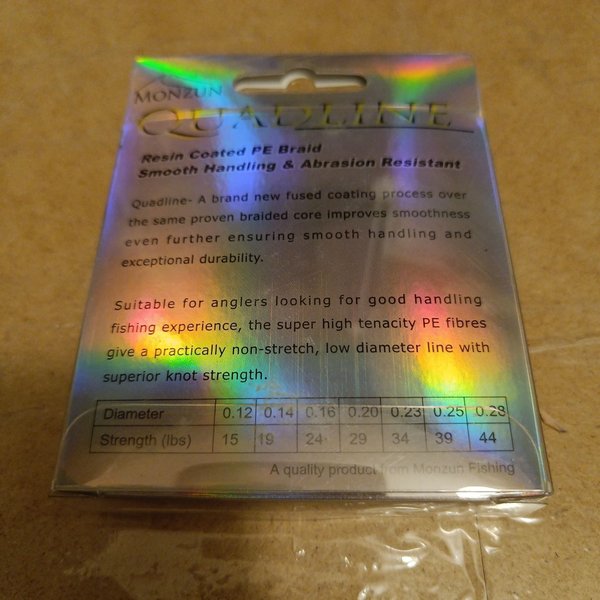 MONZUN
QUADLINE
Resin Coated PE Braid
Smooth Handling & Abrasion Resistant
Quadline- A brand new fused coating process over
the same proven braided core improves smoothness
even further ensuring smooth handling and
exceptional durability.
Suitable for anglers looking for good handling
fishing experience, the super high tenacity PE fibres
give a practically non-stretch, low diameter line with
superior knot strength.
Diameter 0.12 0.14 0.16 0.20 0.23 0.25 0.28
Strength (lbs) 15 19 24 29 34 39 44
A quality product from Monzun Fishing